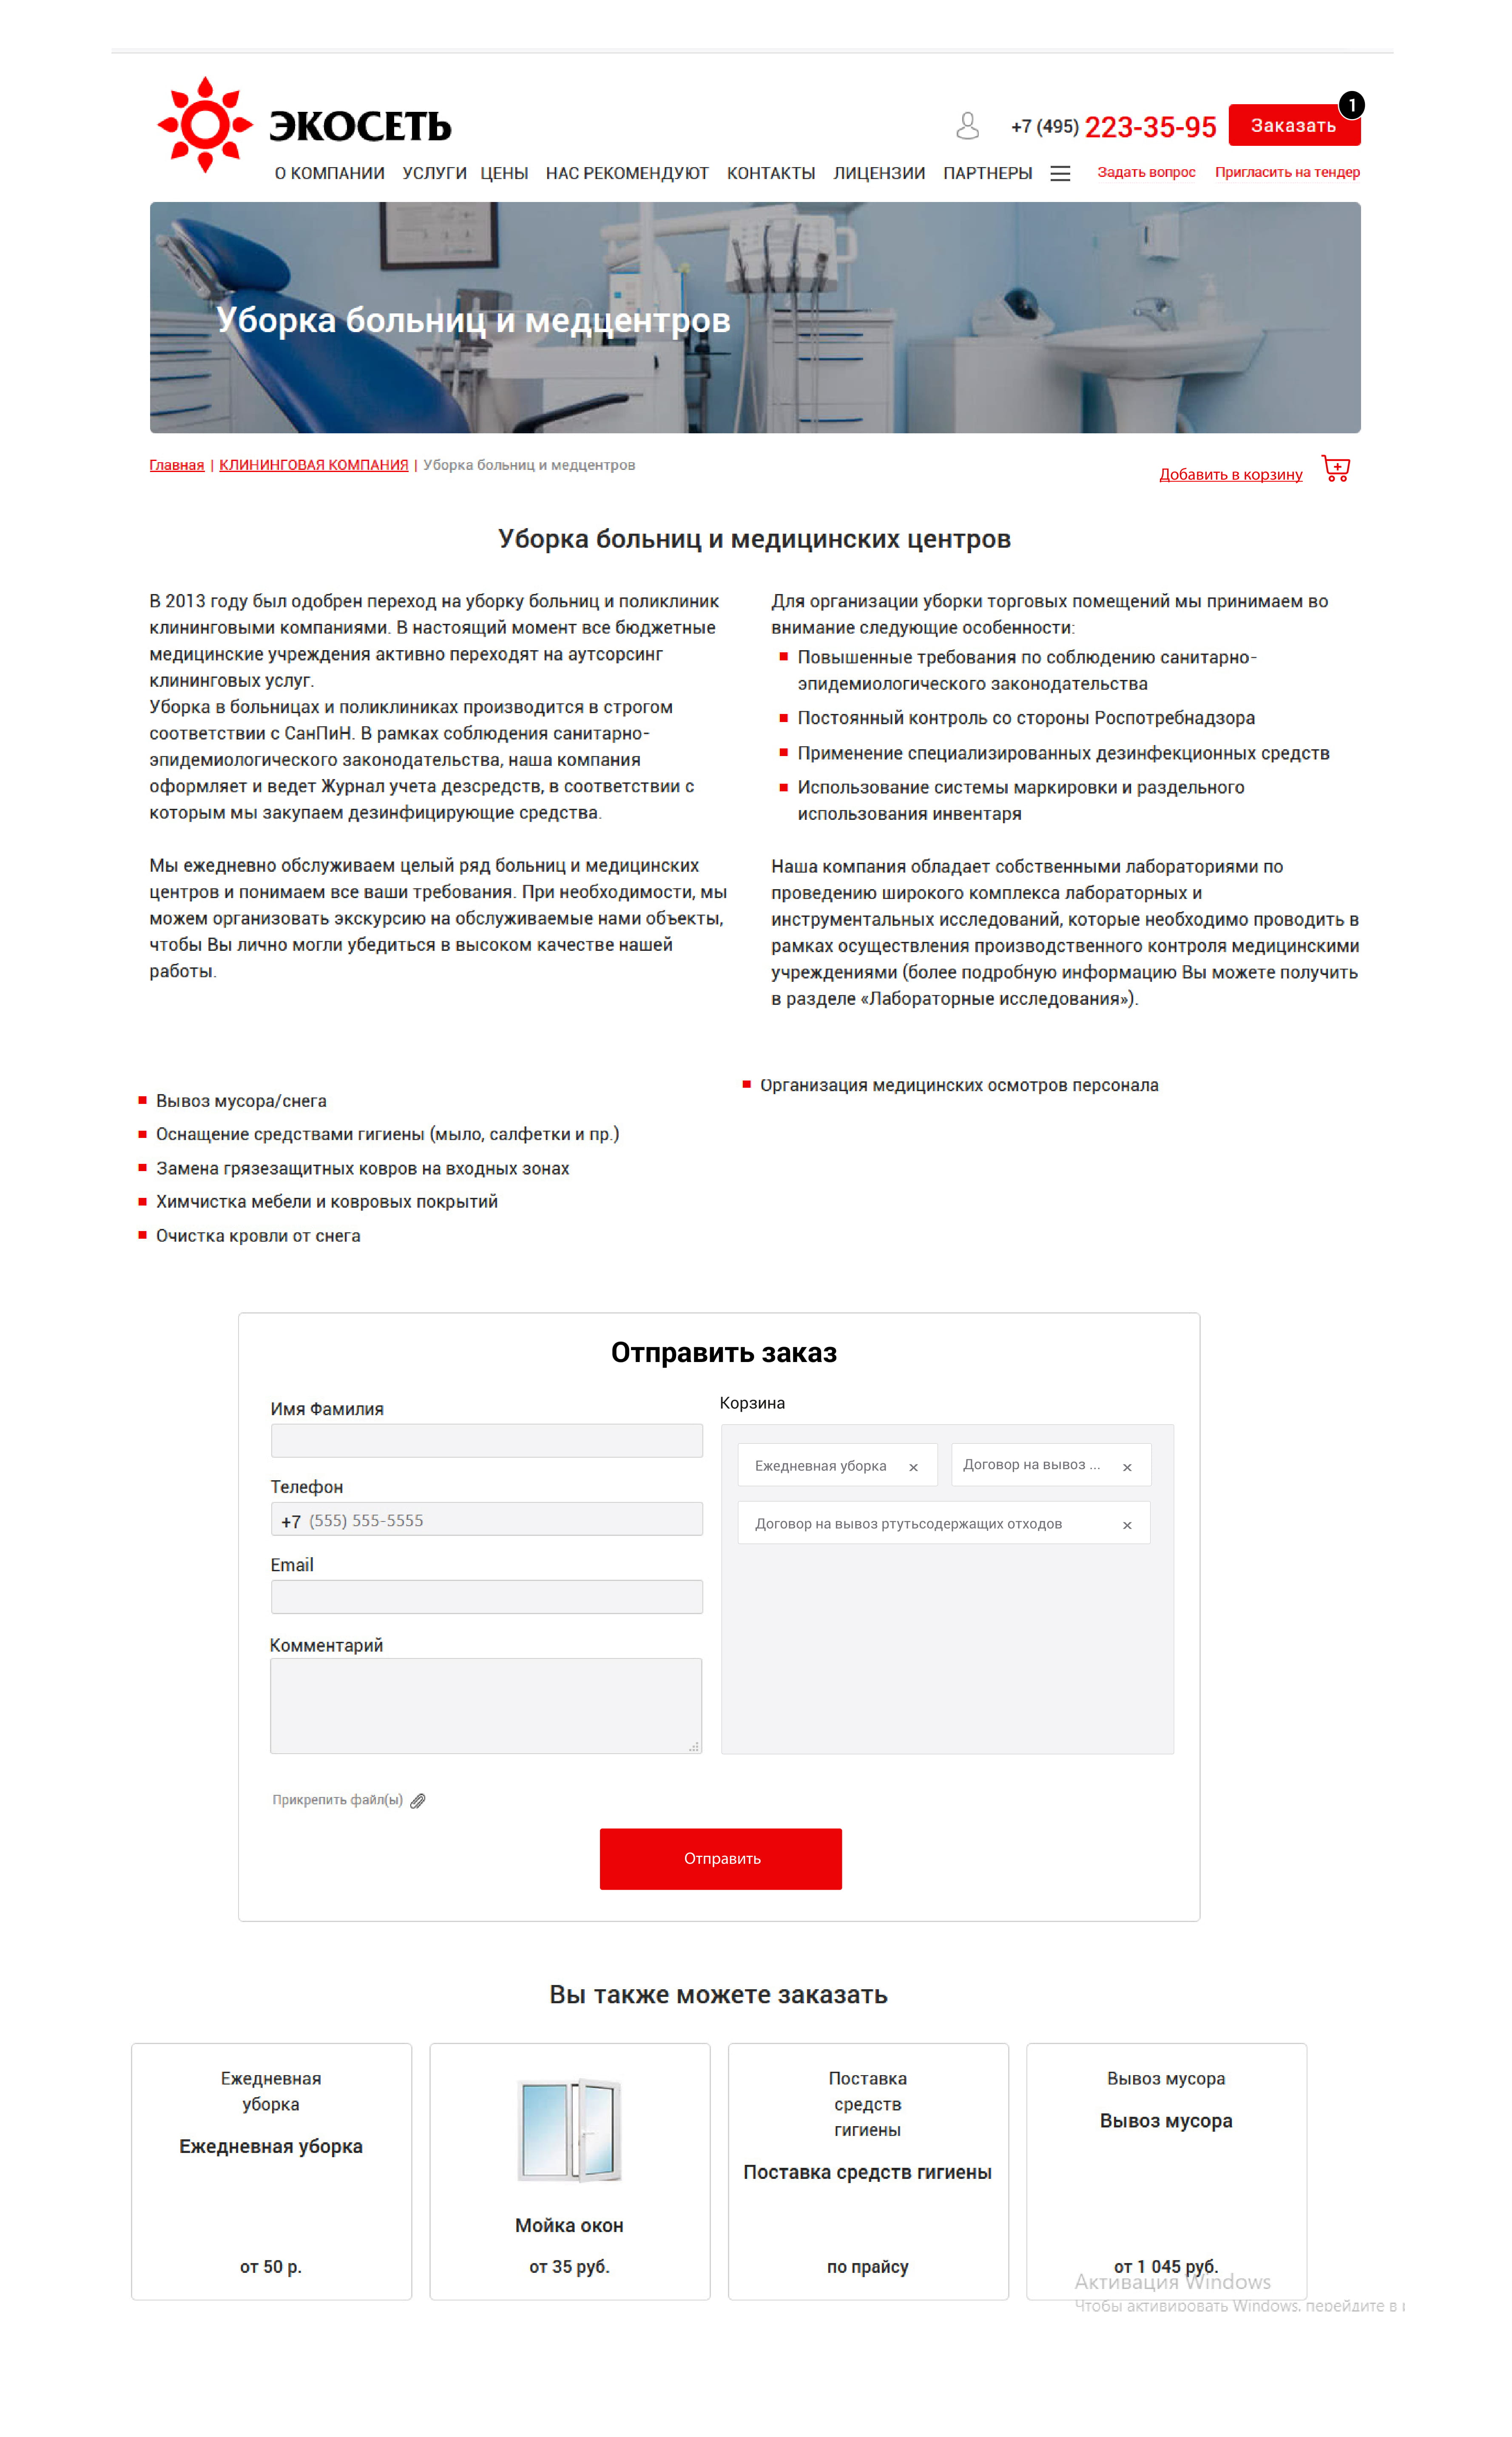 ЭКОСЕТЬ
+7 (495) 223-35-95
Заказать
1
О КОМПАНИИ УСЛУГИ ЦЕНЫ НАС РЕКОМЕНДУЮТ КОНТАКТЫ ЛИЦЕНЗИИ ПАРТНЕРЫ
Задать вопрос Пригласить на тендер
Уборка больниц и медцентров
Главная | КЛИНИНГОВАЯ КОМПАНИЯ | Уборка больниц и медцентров
Добавить в корзину
Уборка больниц и медицинских центров
В 2013 году был одобрен переход на уборку больниц и поликлиник
клининговыми компаниями. В настоящий момент все бюджетные
медицинские учреждения активно переходят на аутсорсинг
клининговых услуг.
Уборка в больницах и поликлиниках производится в строгом
соответствии с СанПиН. В рамках соблюдения санитарно-
эпидемиологического законодательства, наша компания
оформляет и ведет Журнал учета дезсредств, в соответствии с
которым мы закупаем дезинфицирующие средства.
Мы ежедневно обслуживаем целый ряд больниц и медицинских
центров и понимаем все ваши требования. При необходимости, мы
можем организовать экскурсию на обслуживаемые нами объекты,
чтобы Вы лично могли убедиться в высоком качестве нашей
работы.
Для организации уборки торговых помещений мы принимаем во
внимание следующие особенности:
Повышенные требования по соблюдению санитарно-
эпидемиологического законодательства
Постоянный контроль со стороны Роспотребнадзора
Применение специализированных дезинфекционных средств
Использование системы маркировки и раздельного
использования инвентаря
Наша компания обладает собственными лабораториями по
проведению широкого комплекса лабораторных и
инструментальных исследований, которые необходимо проводить в
рамках осуществления производственного контроля медицинскими
учреждениями (более подробную информацию Вы можете получить
в разделе «Лабораторные исследования»).
Вывоз мусора/снега
Оснащение средствами гигиены (мыло, салфетки и пр.)
Замена грязезащитных ковров на входных зонах
Химчистка мебели и ковровых покрытий
Очистка кровли от снега
Организация медицинских осмотров персонала
Отправить заказ
Имя Фамилия
Телефон
+7 (555) 555-5555
Email
Комментарий
Прикрепить файл(ы)
Корзина
Ежедневная уборка ×
Договор на вывоз ... ×
Договор на вывоз ртутьсодержащих отходов ×
Отправить
Вы также можете заказать
Ежедневная
уборка
Ежедневная уборка
от 50 р.
Мойка окон
от 35 руб.
Поставка
средств
гигиены
Поставка средств гигиены
по прайсу
Вывоз мусора
Вывоз мусора
от 1 045 руб.
Активация Windows
Чтобы активировать Windows, перейдите в